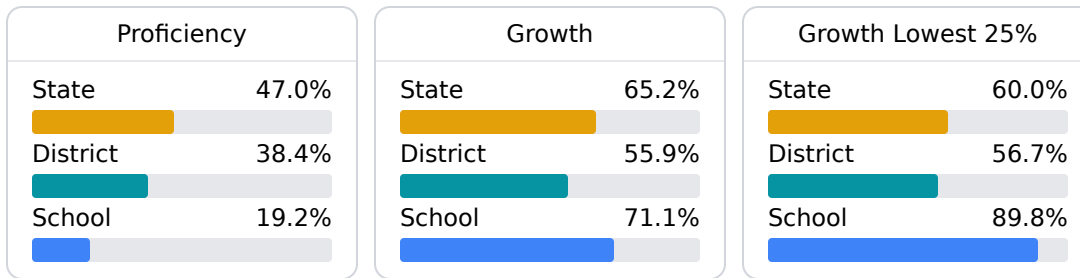 Proficiency
State 47.0%
District 38.4%
School 19.2%
Growth
State 65.2%
District 55.9%
School 71.1%
Growth Lowest 25%
State 60.0%
District 56.7%
School 89.8%